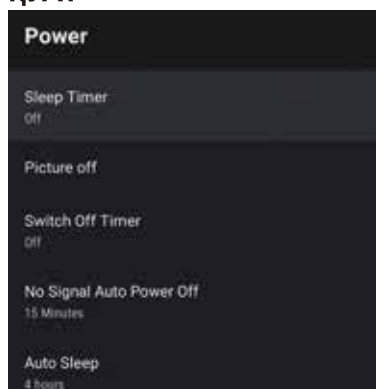 Power
Sleep Timer
Off
Picture off
Switch Off Timer
Off
No Signal Auto Power Off
15 Minutes
Auto Sleep
4 hours